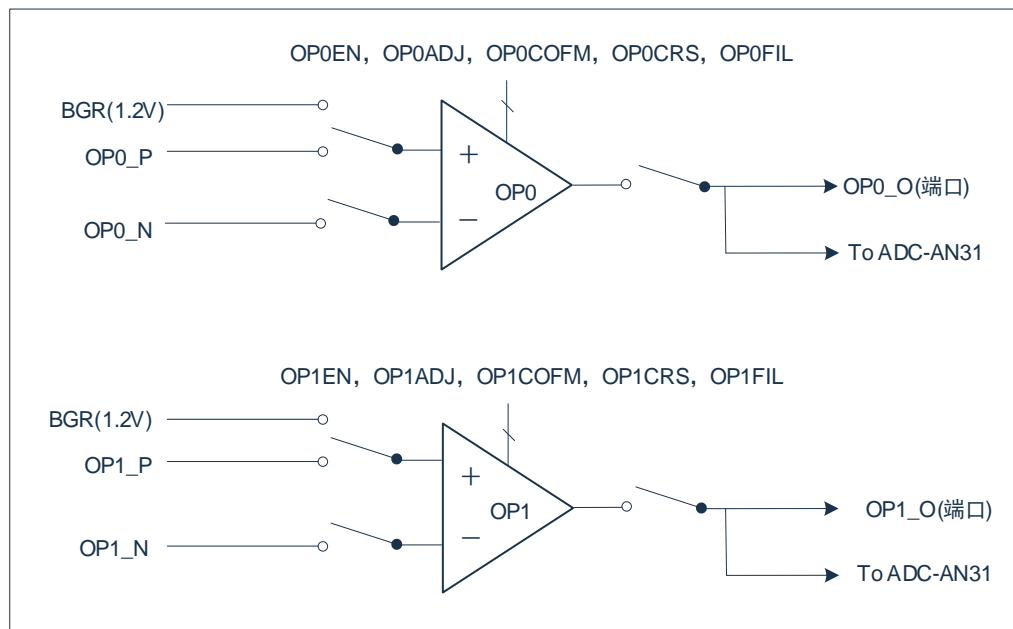 OP0EN，OP0ADJ，OP0COFM，OP0CRS，OP0FIL
BGR(1.2V)
OP0_P
OP0_N
+
OP0
−
OP0_O(端口)
To ADC-AN31
OP1EN，OP1ADJ，OP1COFM，OP1CRS，OP1FIL
BGR(1.2V)
OP1_P
OP1_N
+
OP1
−
OP1_O(端口)
To ADC-AN31